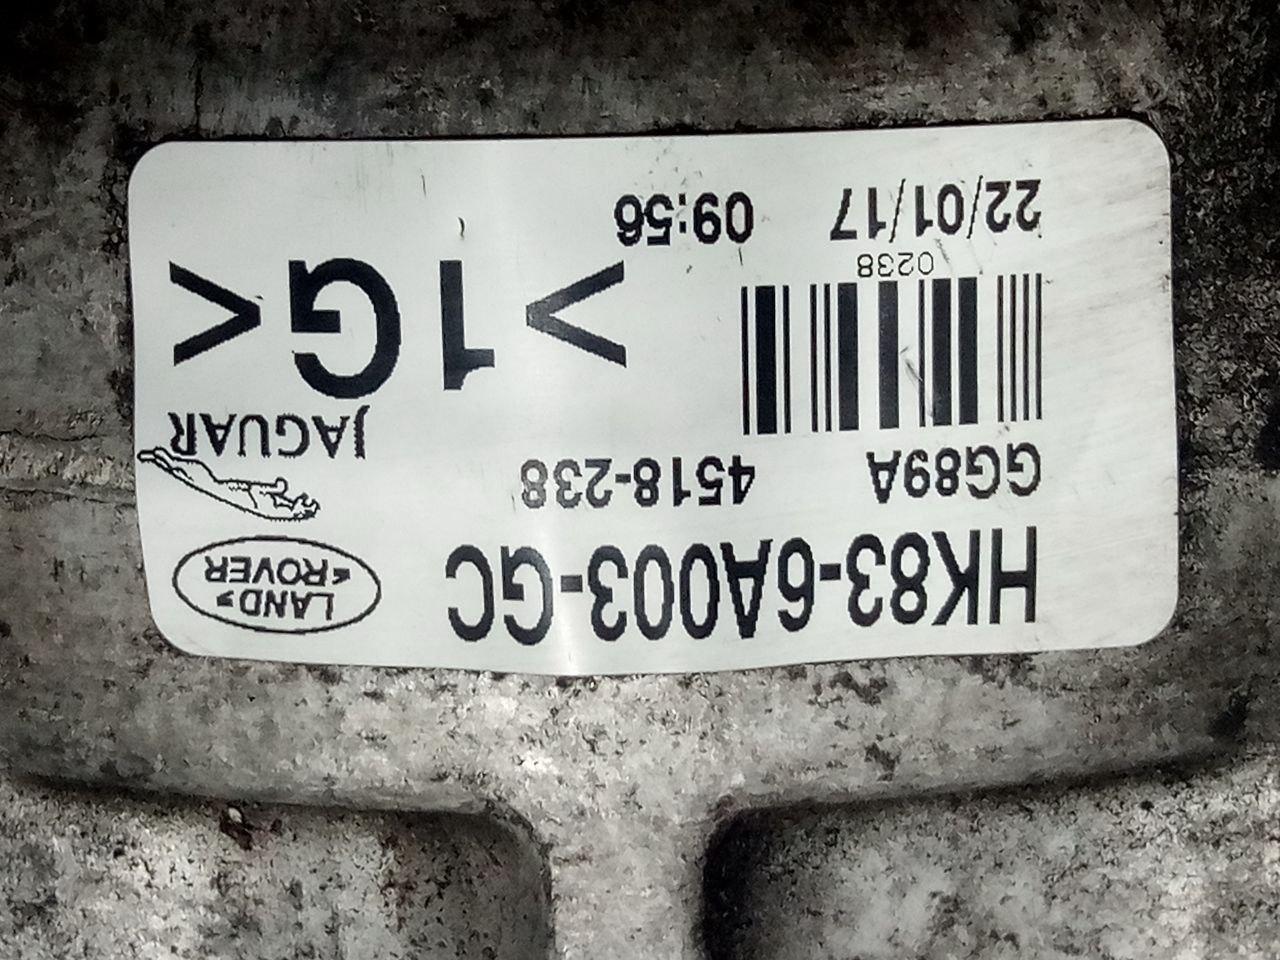 HK83-6A003-GC
LAND
ROVER
GG89A 4518-238
JAGUAR
>1G<
0238
22/01/17 09:56